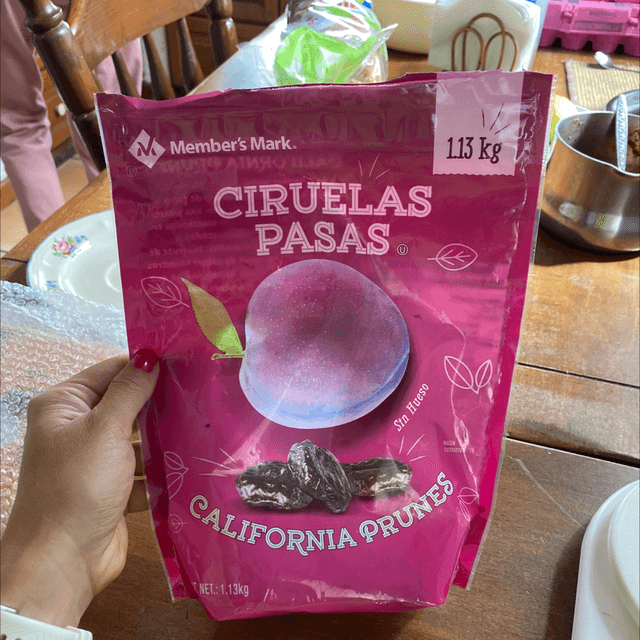 Member's Mark
1.13 kg
CIRUELAS
PASAS
U
Sin Hueso
CALIFORNIA PRUNES
NET.: 1.13kg